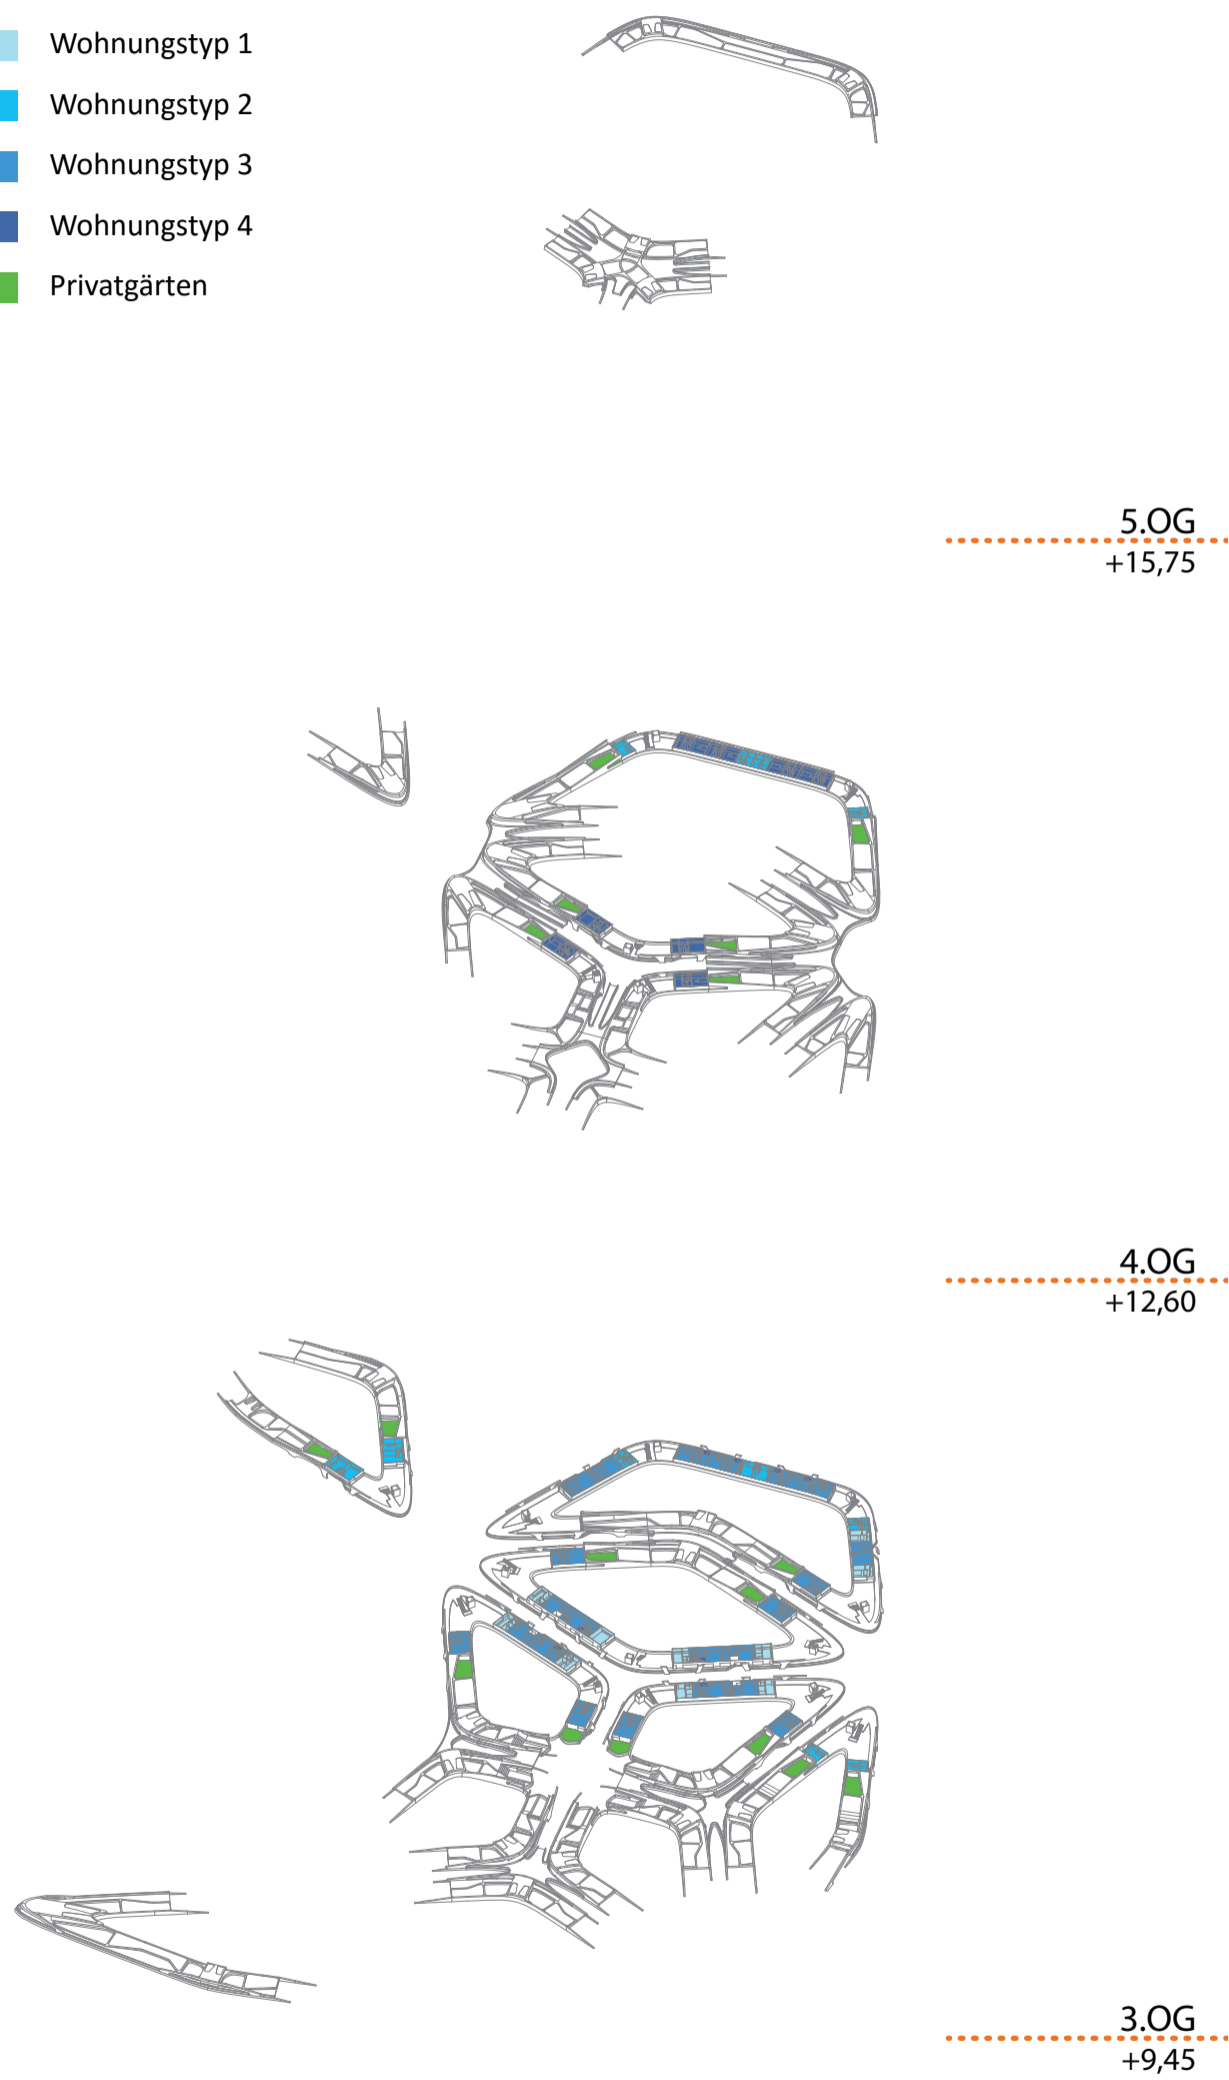 Wohnungstyp 1
Wohnungstyp 2
Wohnungstyp 3
Wohnungstyp 4
Privatgärten
5.OG
+15,75
4.OG
+12,60
3.OG
+9,45